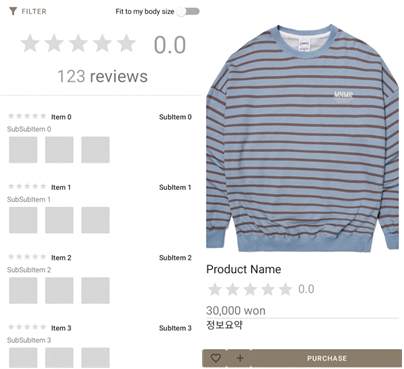 FILTER
Fit to my body size
0.0
123 reviews
Item 0
SubItem 0
SubSubItem 0
Item 1
SubItem 1
SubSubItem 1
Item 2
SubItem 2
SubSubItem 2
Item 3
SubItem 3
SubSubItem 3
Product Name
0.0
30,000 won
정보요약
PURCHASE